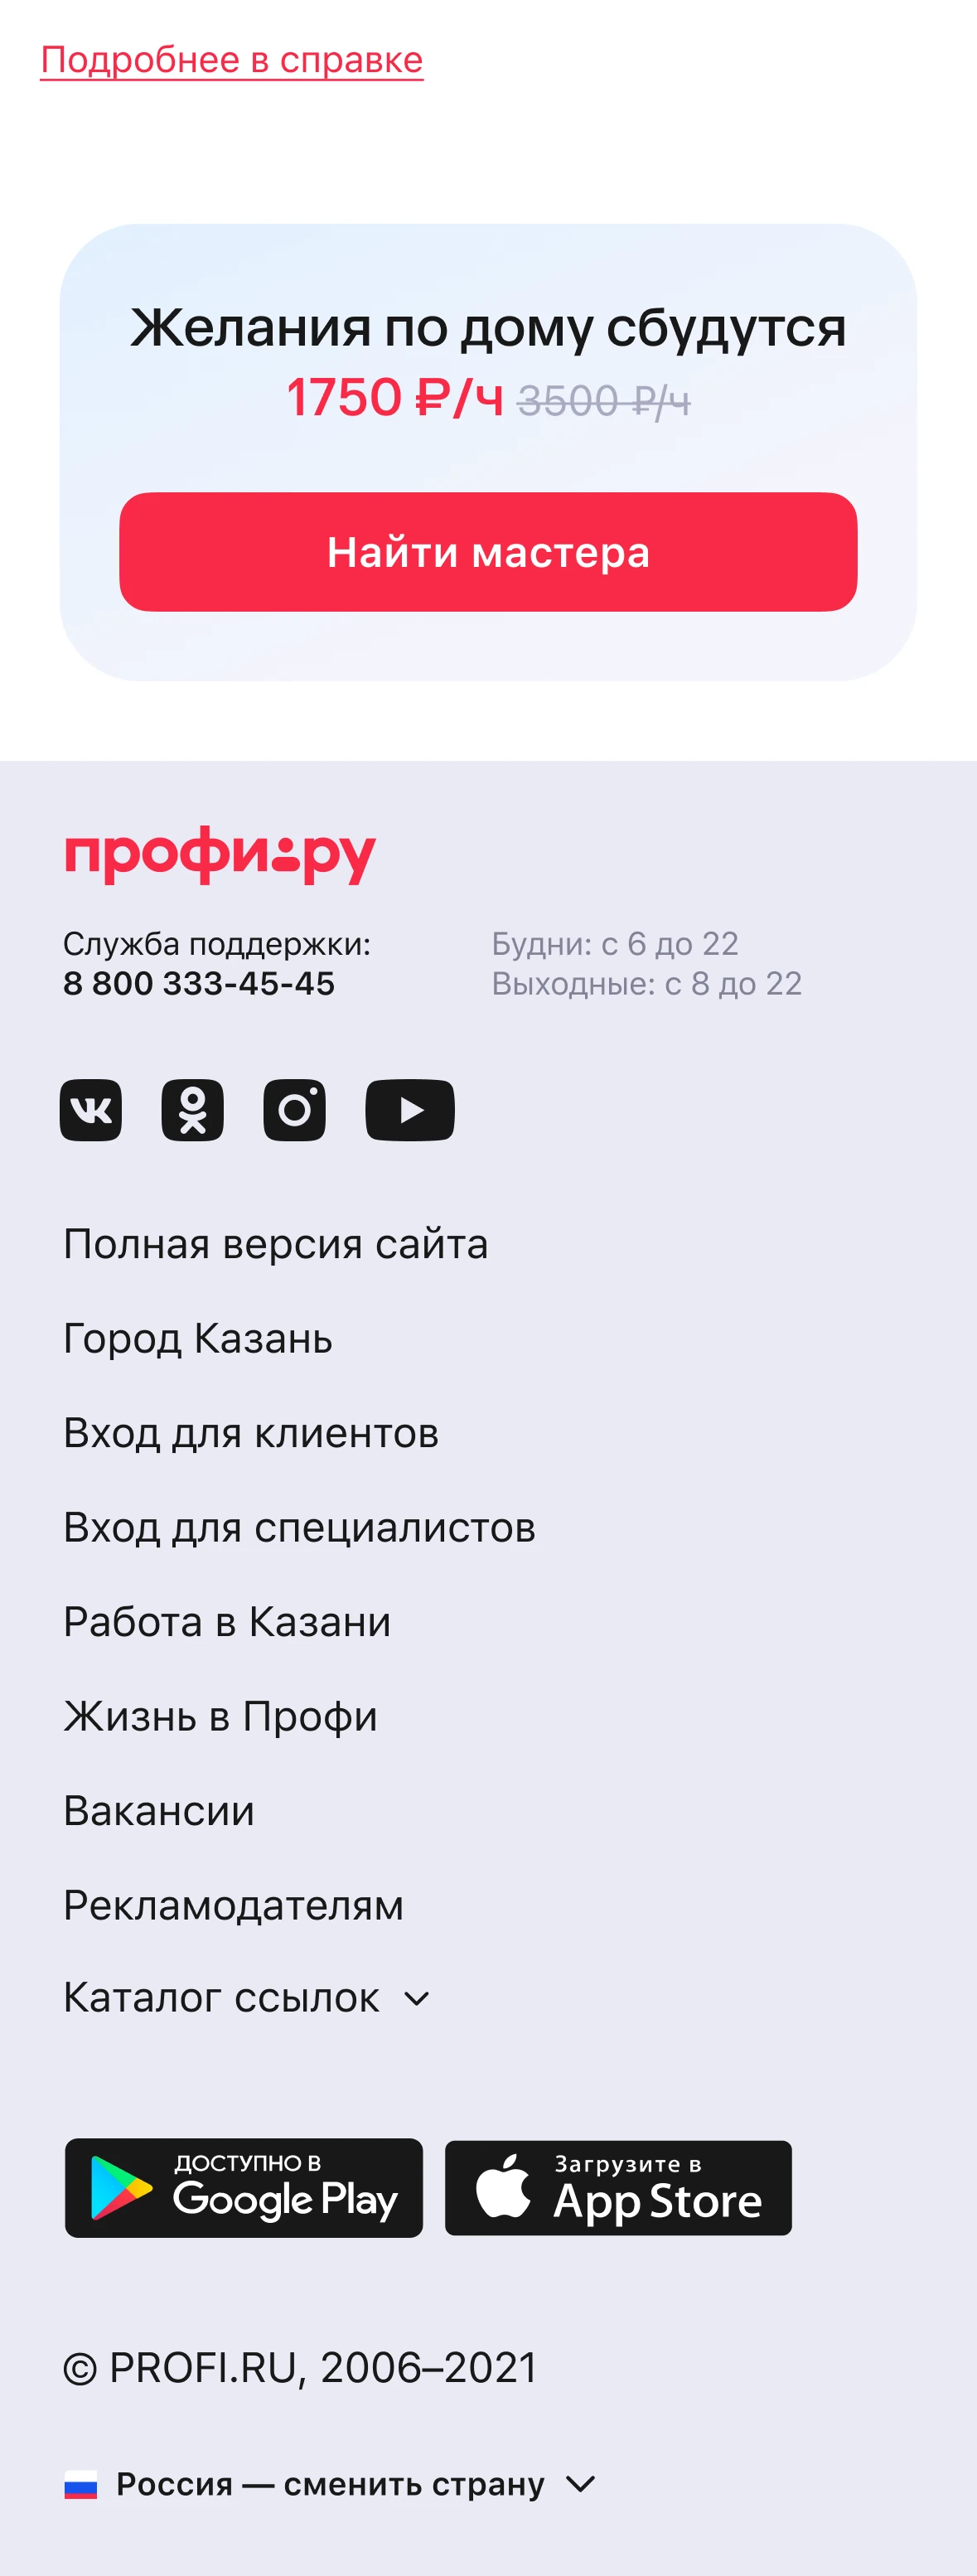 Подробнее в справке
Желания по дому сбудутся
1750 ₽/ч 3500 ₽/ч
Найти мастера
профи.ру
Служба поддержки:
8 800 333-45-45
Будни: с 6 до 22
Выходные: с 8 до 22
Полная версия сайта
Город Казань
Вход для клиентов
Вход для специалистов
Работа в Казани
Жизнь в Профи
Вакансии
Рекламодателям
Каталог ссылок
ДОСТУПНО В
Google Play
Загрузите в
App Store
© PROFI.RU, 2006–2021
Россия — сменить страну